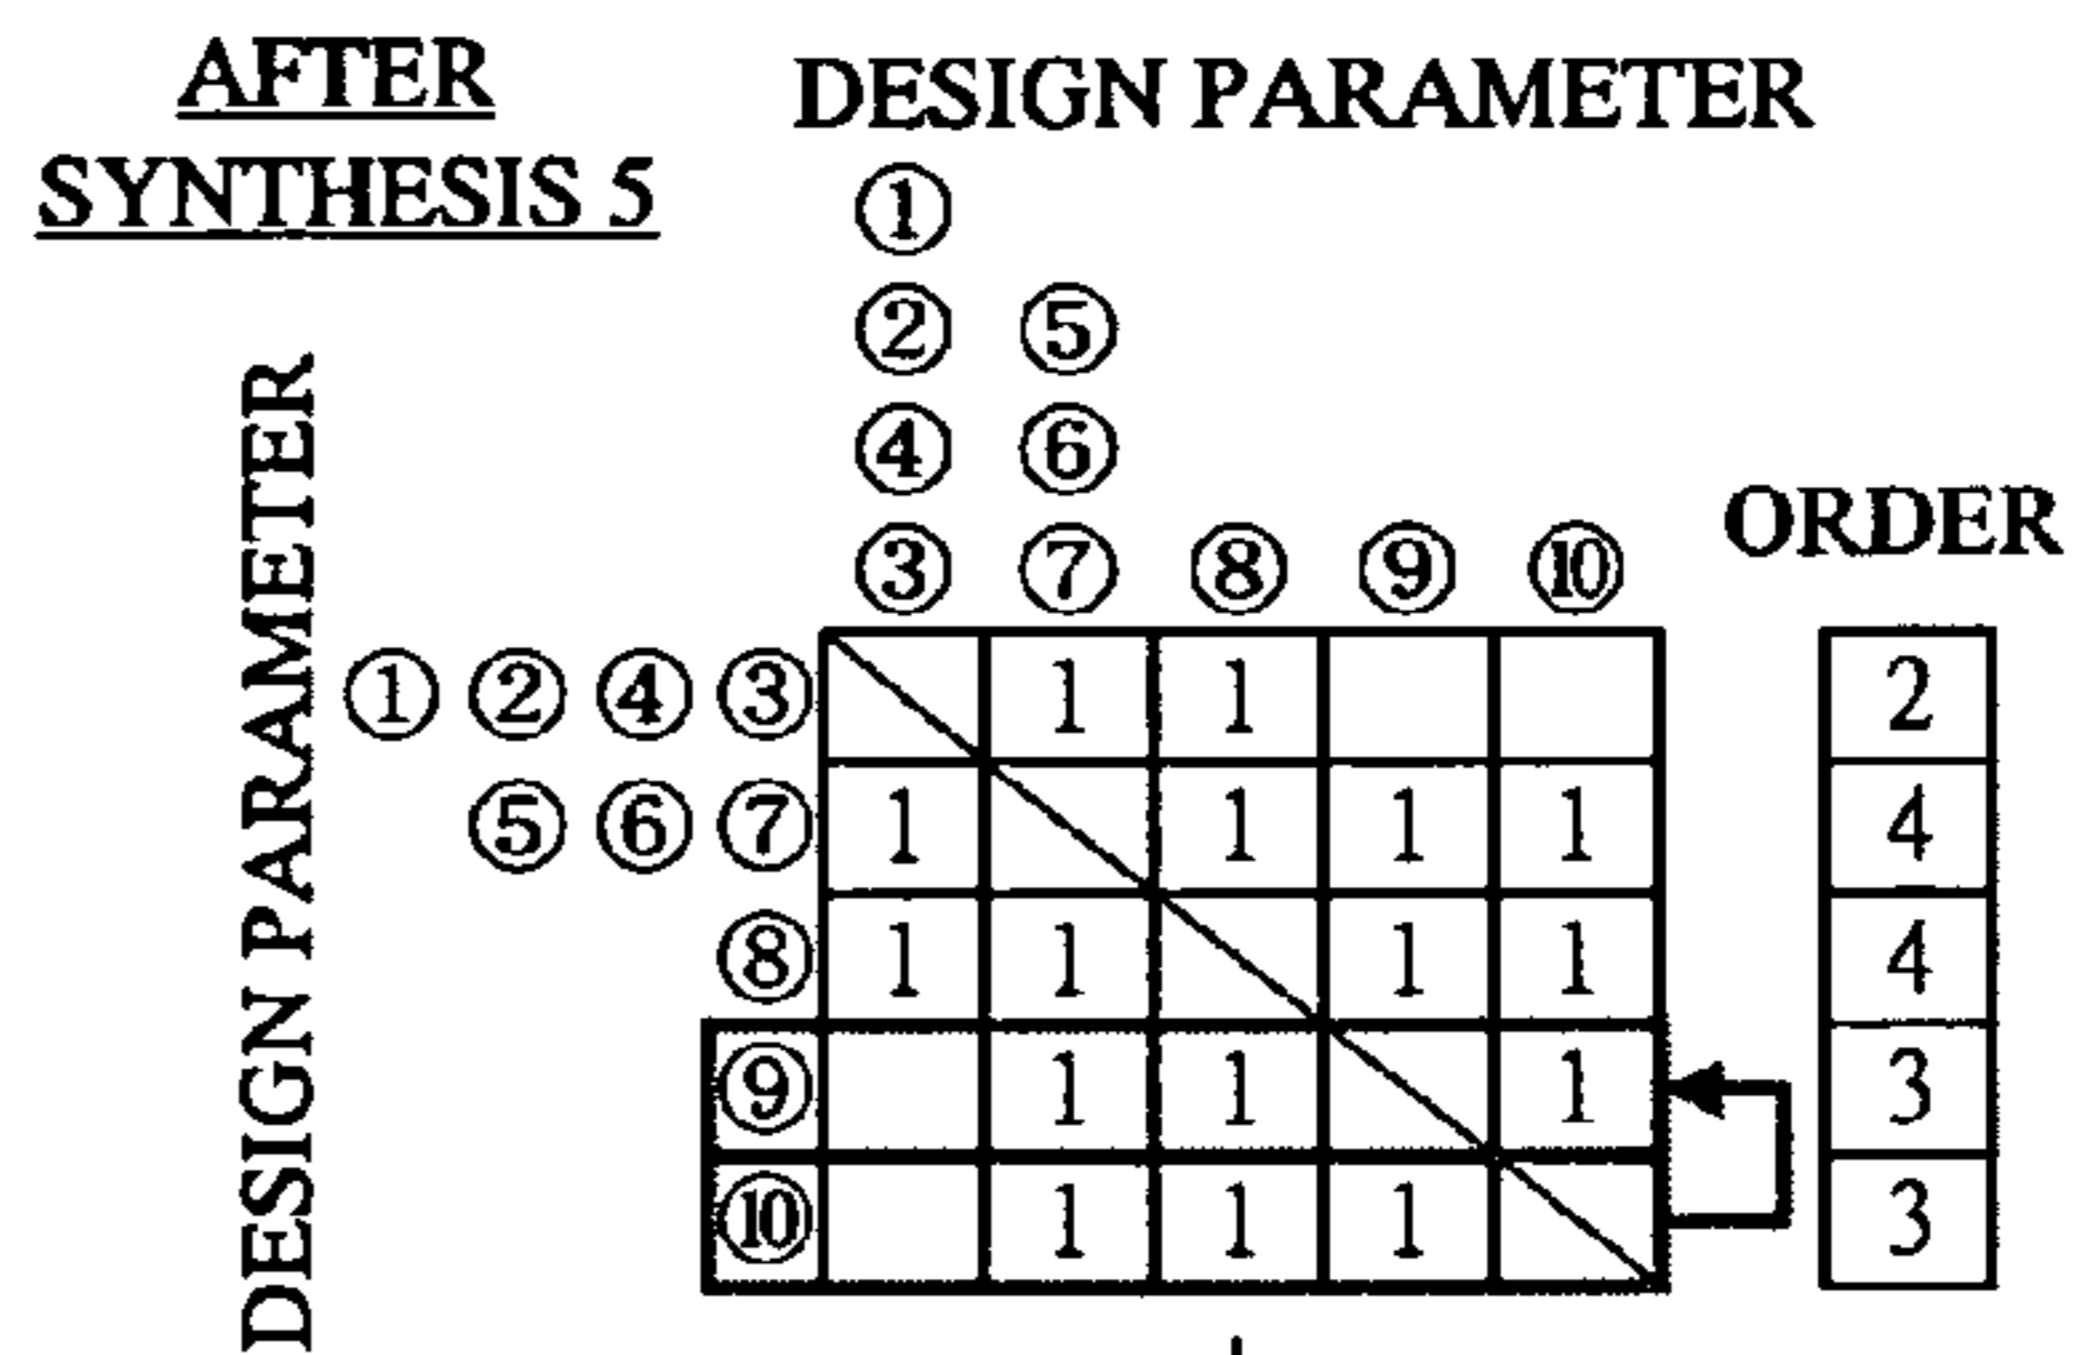 AFTER
SYNTHESIS 5
DESIGN PARAMETER
①
② ⑤
④ ⑥
③ ⑦ ⑧ ⑨ ⑩
ORDER
DESIGN PARAMETER
① ② ④ ③ 1 1 2
⑤ ⑥ ⑦ 1 1 1 1 4
⑧ 1 1 1 1 4
⑨ 1 1 1 3
⑩ 1 1 1 3